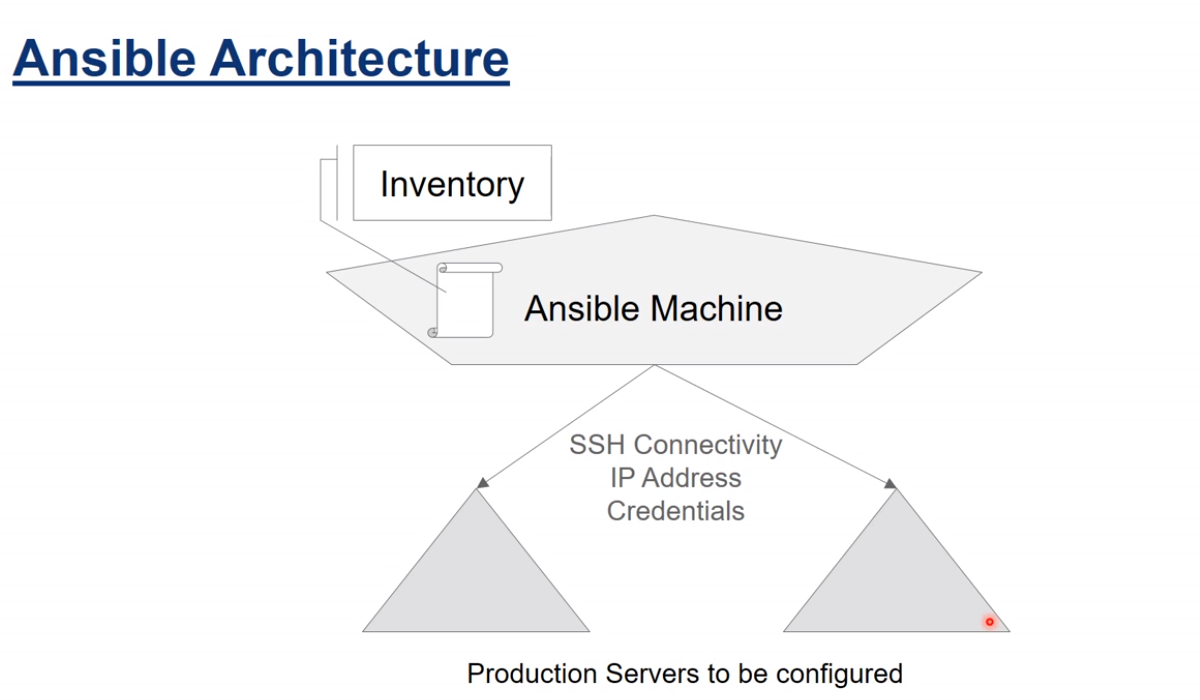 Ansible Architecture
Inventory
Ansible Machine
SSH Connectivity
IP Address
Credentials
Production Servers to be configured